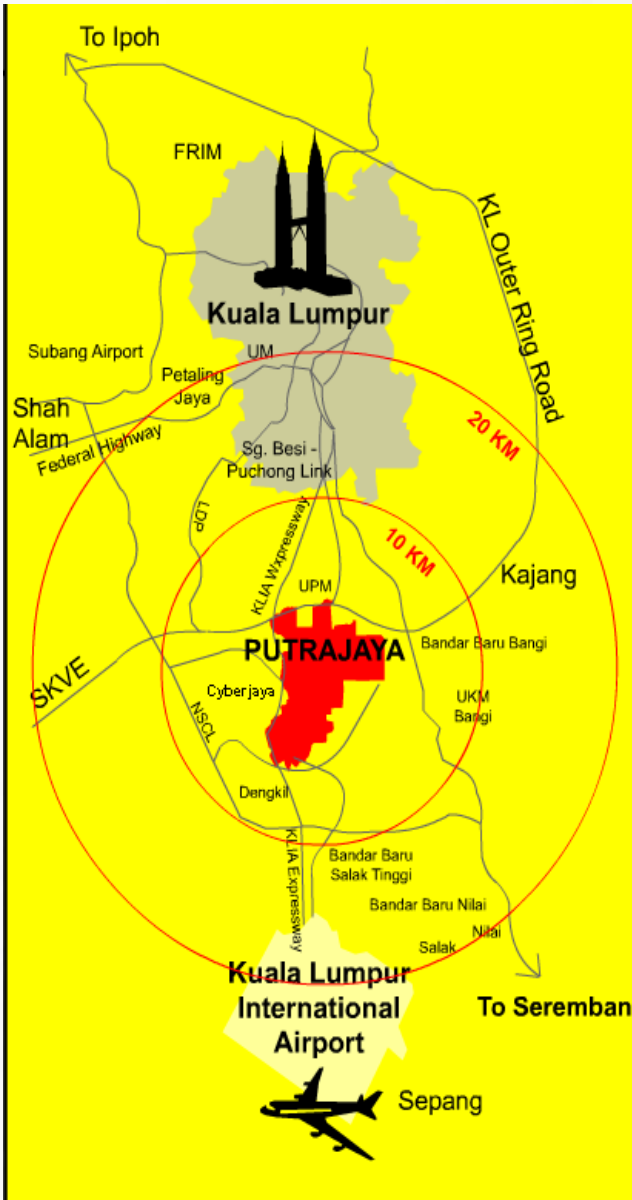 To Ipoh
FRIM
KL Outer Ring Road
Kuala Lumpur
Subang Airport
UM
Petaling
Jaya
Shah
Alam
Federal Highway
20 KM
Sg. Besi -
Puchong Link
LDP
KLIA Wxpressway
10 KM
Kajang
UPM
PUTRAJAYA
Bandar Baru Bangi
SKVE
Cyberjaya
UKM
Bangi
NSCL
Dengkil
KLIA Expressway
Bandar Baru
Salak Tinggi
Bandar Baru Nilai
Nilai
Salak
Kuala Lumpur
International
Airport
To Seremban
Sepang